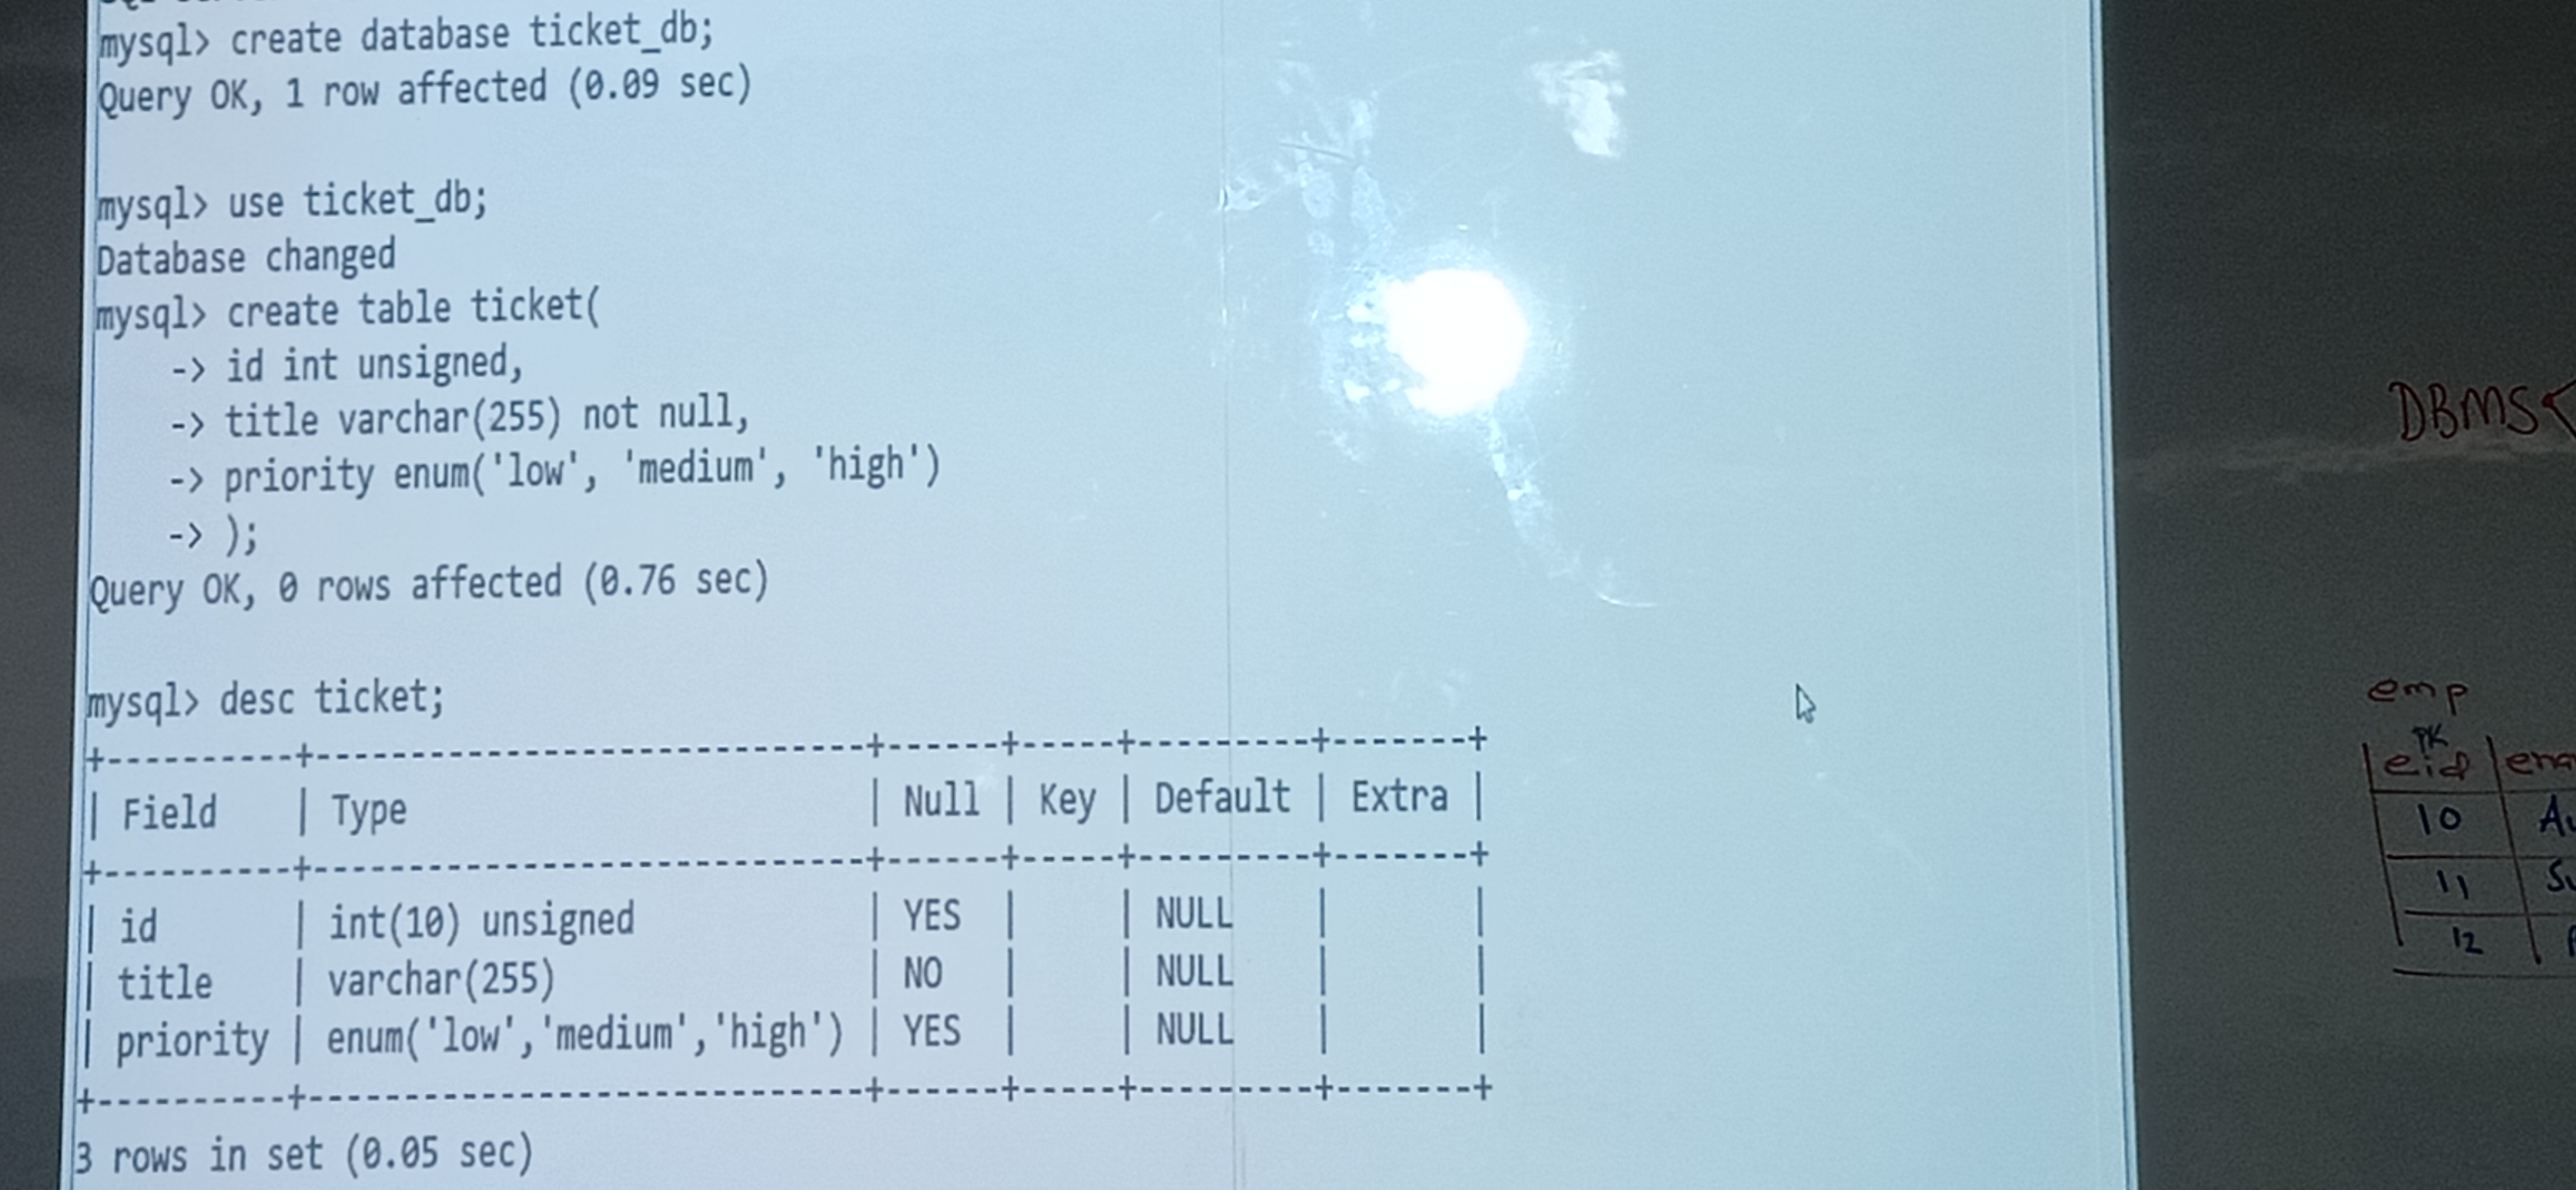 mysql> create database ticket_db;
Query OK, 1 row affected (0.09 sec)
mysql> use ticket_db;
Database changed
mysql> create table ticket(
    -> id int unsigned,
    -> title varchar(255) not null,
    -> priority enum('low', 'medium', 'high')
    -> );
Query OK, 0 rows affected (0.76 sec)
mysql> desc ticket;
+----------+----------------------------+------+-----+---------+-------+
| Field    | Type                       | Null | Key | Default | Extra |
+----------+----------------------------+------+-----+---------+-------+
| id       | int(10) unsigned           | YES  |     | NULL    |       |
| title    | varchar(255)               | NO   |     | NULL    |       |
| priority | enum('low','medium','high') | YES  |     | NULL    |       |
+----------+----------------------------+------+-----+---------+-------+
3 rows in set (0.05 sec)
DBMS
emp
PK
eid
10
11
12